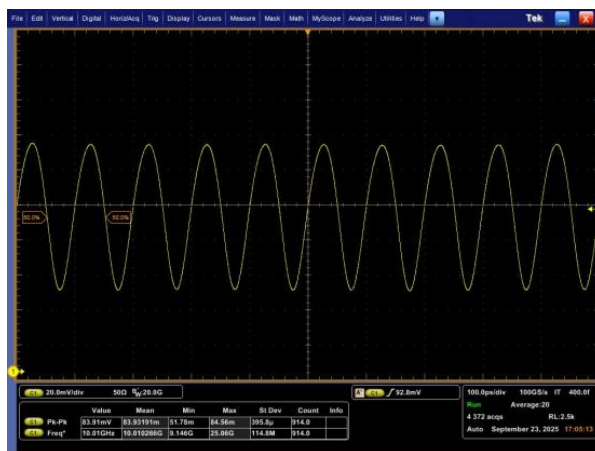 File Edit Vertical Digital Horiz/Acq Trig Display Cursors Measure Mask Math MyScope Analyze Utilities Help Tek X
50.0% 50.0%
1
C1 20.0mV/div 50Ω BW:20.0G
A' C1 92.8mV
100.0ps/div 100GS/s IT 400.0f
Run Average:20
4 372 acqs RL:2.5k
Auto September 23, 2025 17:05:13
Value Mean Min Max St Dev Count Info
C1 Pk-Pk 83.91mV 83.93191m 51.78m 84.56m 395.8µ 914.0
C1 Freq* 10.01GHz 10.010266G 9.146G 25.06G 114.8M 914.0